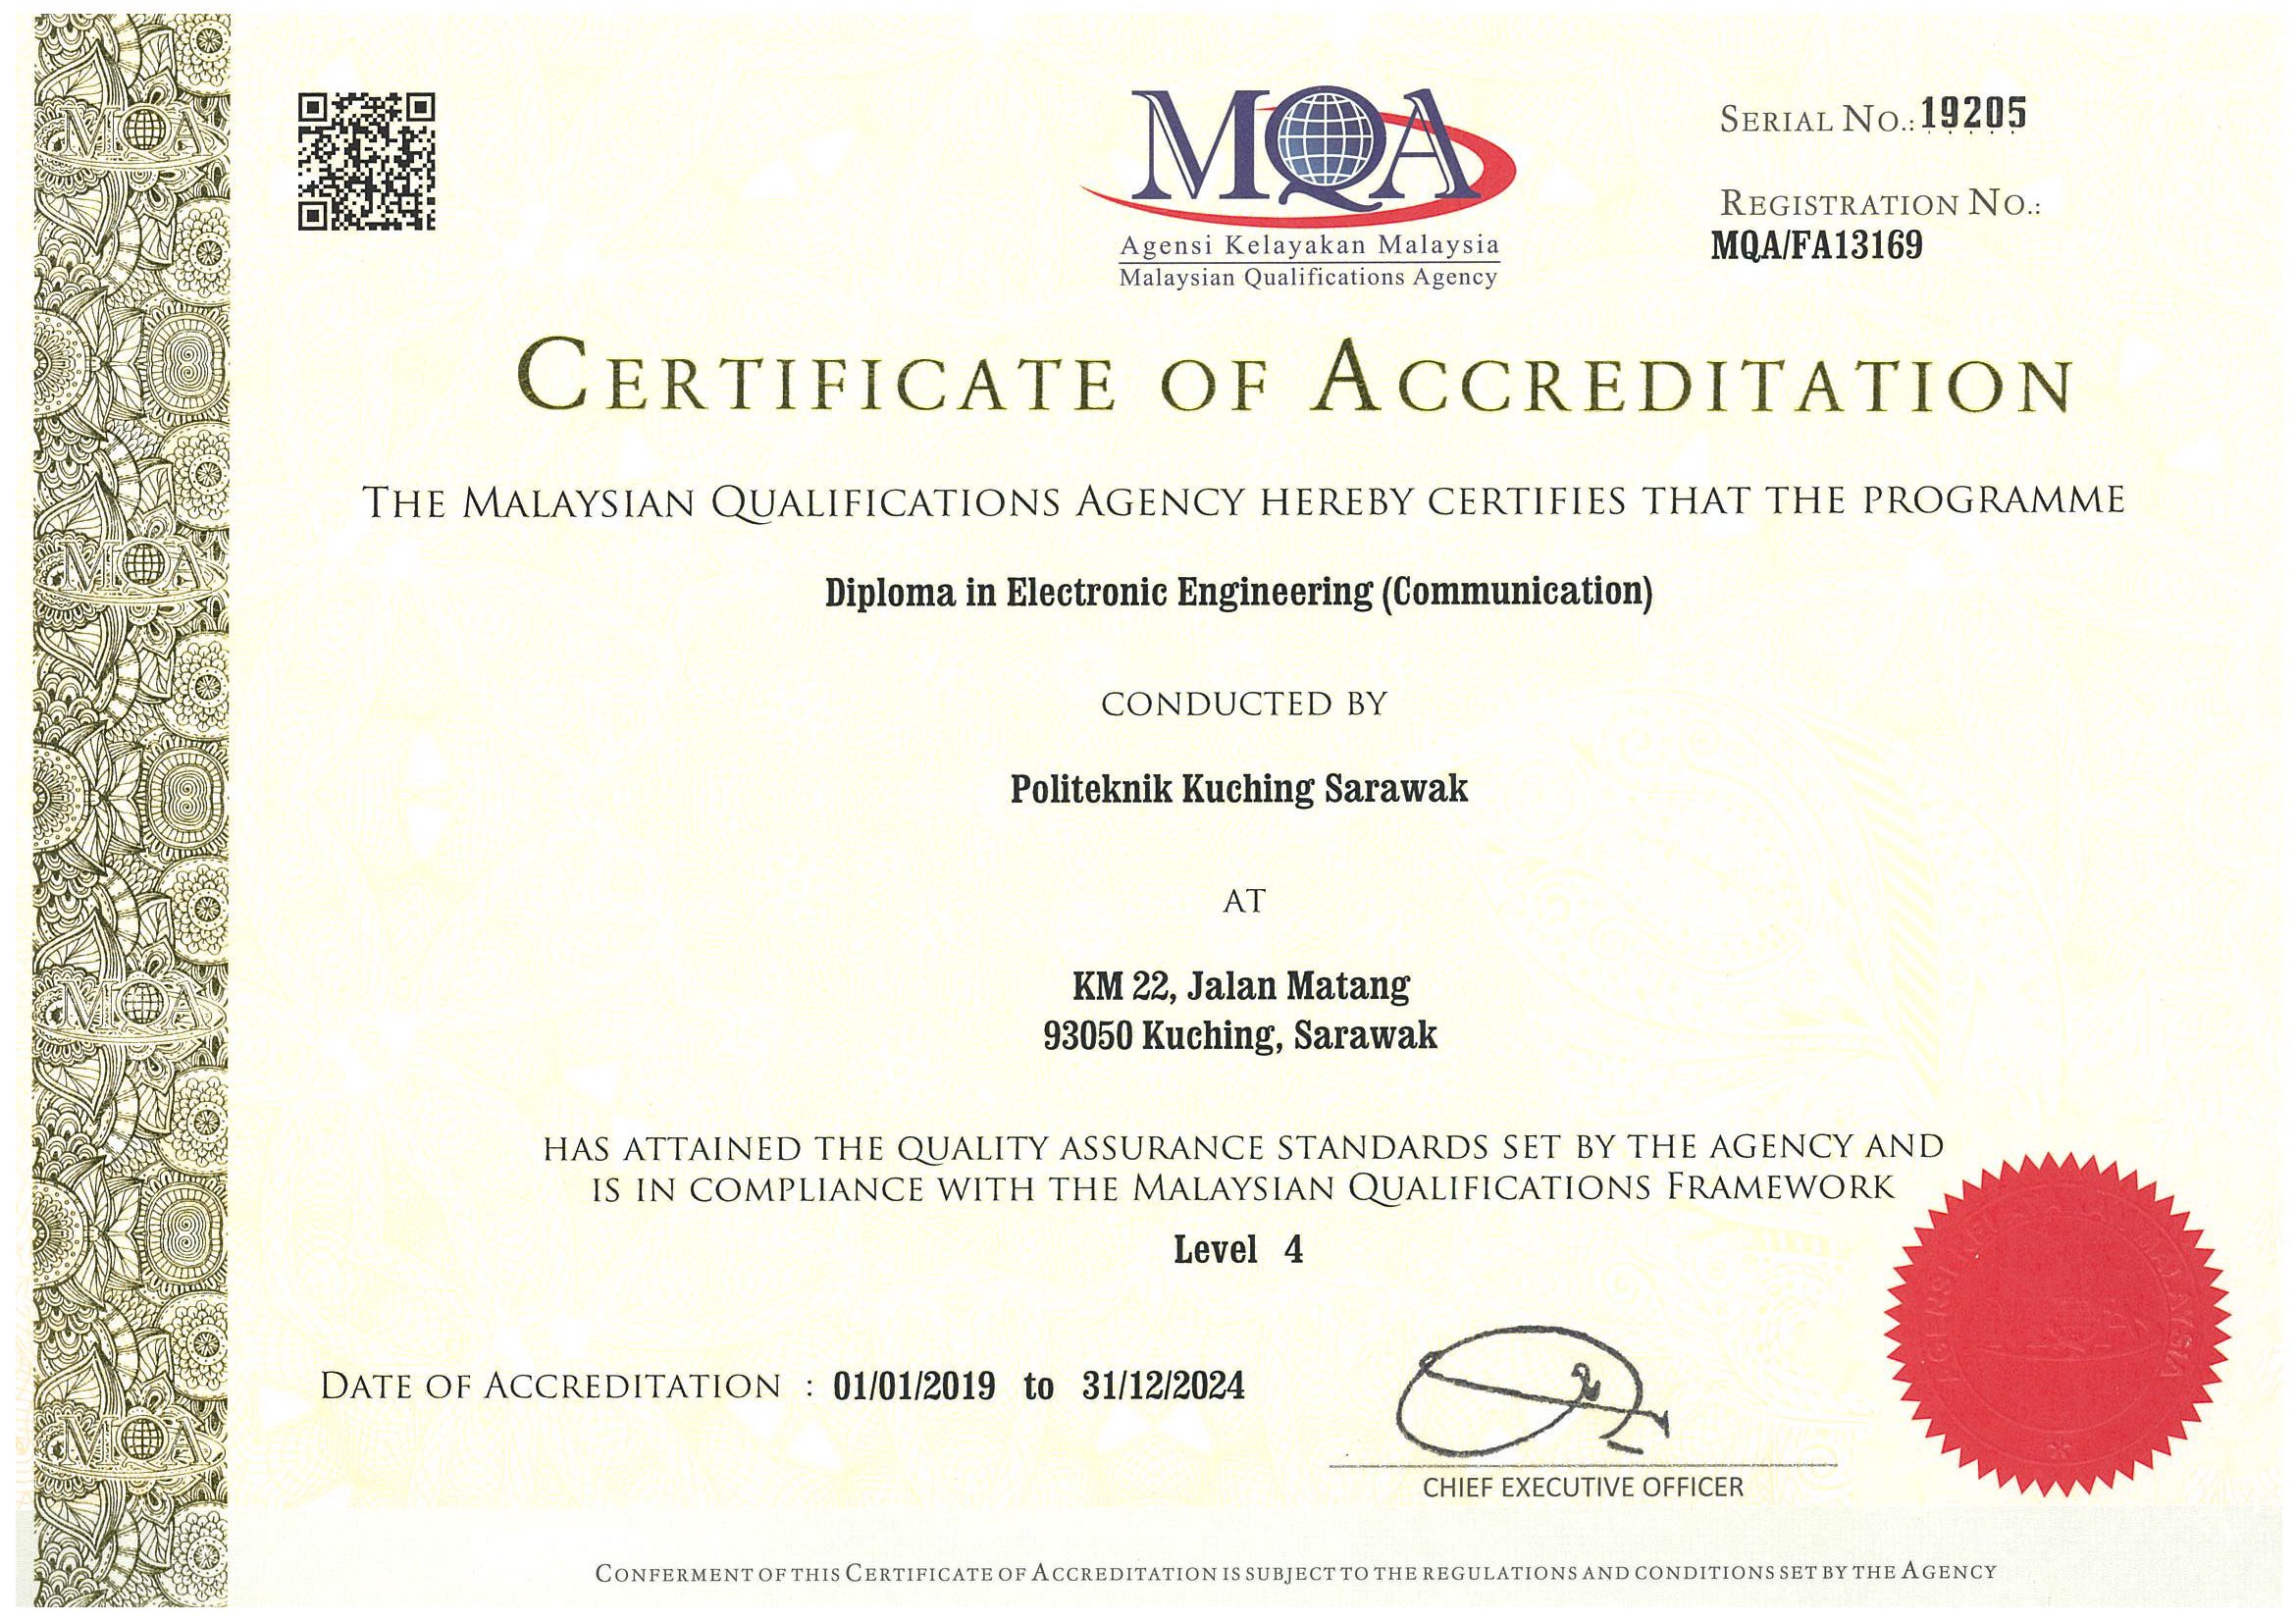 MQA
Agensi Kelayakan Malaysia
Malaysian Qualifications Agency
SERIAL NO.: 19205
REGISTRATION NO.:
MQA/FA13169
CERTIFICATE OF ACCREDITATION
THE MALAYSIAN QUALIFICATIONS AGENCY HEREBY CERTIFIES THAT THE PROGRAMME
Diploma in Electronic Engineering (Communication)
CONDUCTED BY
Politeknik Kuching Sarawak
AT
KM 22, Jalan Matang
93050 Kuching, Sarawak
HAS ATTAINED THE QUALITY ASSURANCE STANDARDS SET BY THE AGENCY AND
IS IN COMPLIANCE WITH THE MALAYSIAN QUALIFICATIONS FRAMEWORK
Level 4
DATE OF ACCREDITATION : 01/01/2019 to 31/12/2024
CHIEF EXECUTIVE OFFICER
CONFERMENT OF THIS CERTIFICATE OF ACCREDITATION IS SUBJECT TO THE REGULATIONS AND CONDITIONS SET BY THE AGENCY
MQA
MQA
MQA
MQA